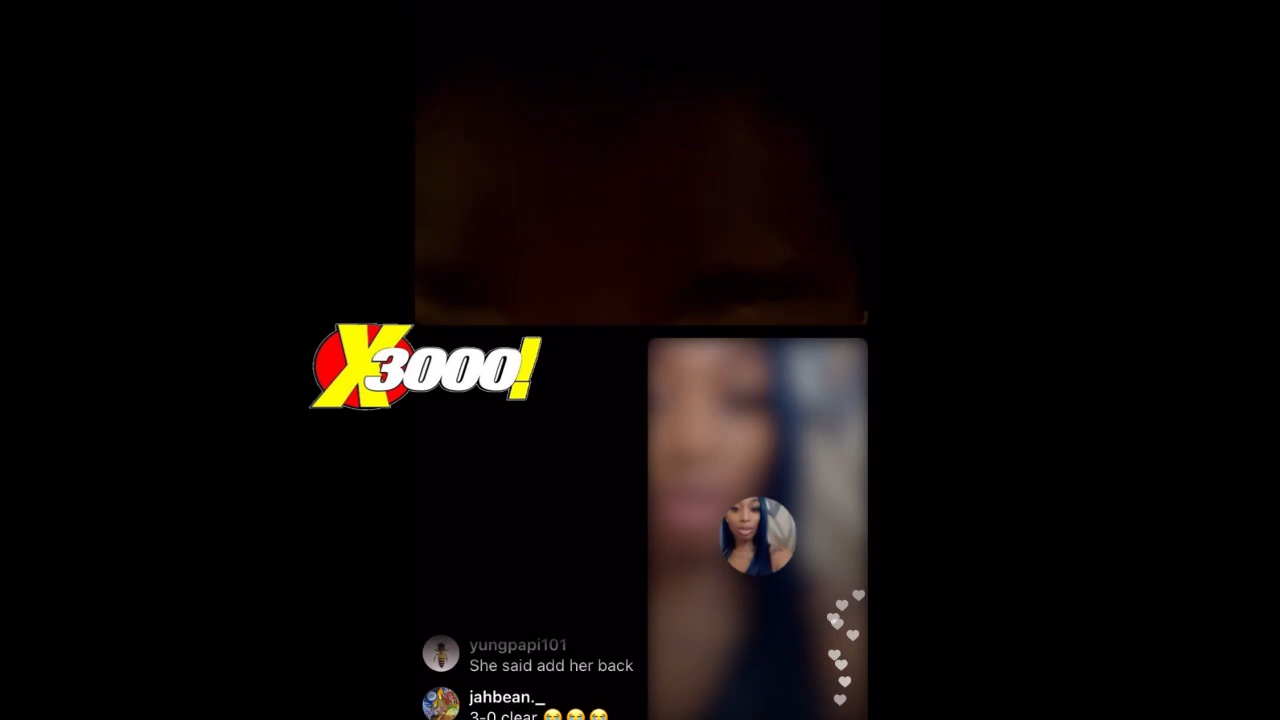 X3000!
yungpapi101
She said add her back
jahbean._
3-0 clear 😭😭😭